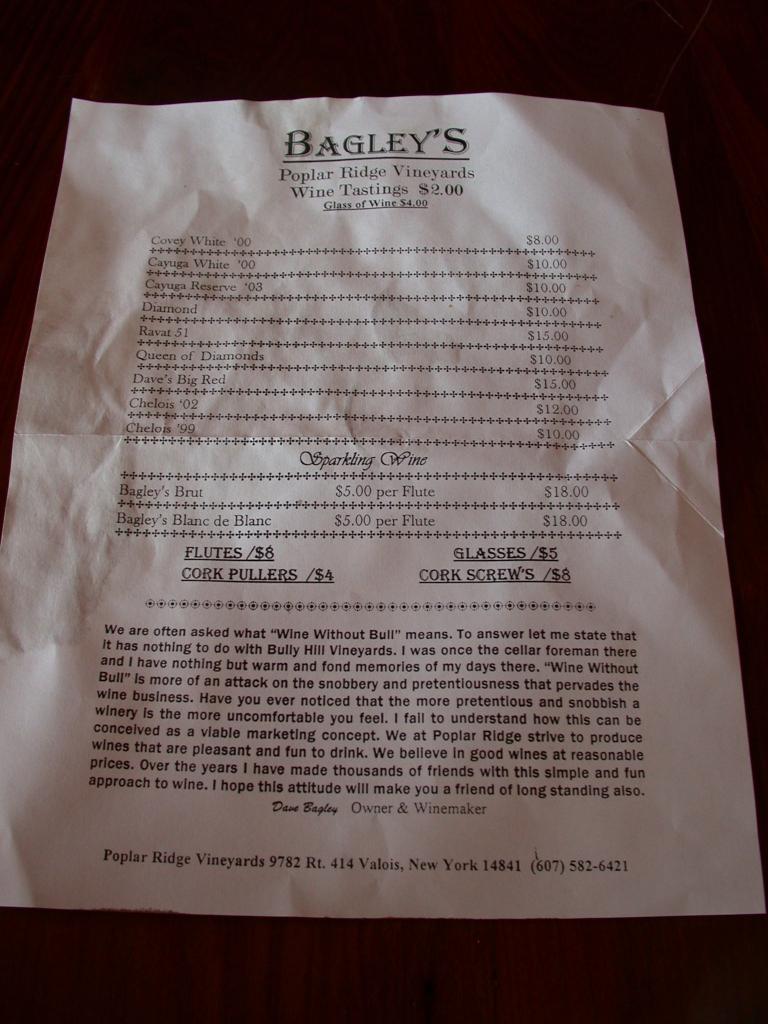 BAGLEY'S
Poplar Ridge Vineyards
Wine Tastings $2.00
Glass of Wine $4.00
Covey White '00 $8.00
Cayuga White '00 $10.00
Cayuga Reserve '03 $10.00
Diamond $10.00
Ravat 51 $15.00
Queen of Diamonds $10.00
Dave's Big Red $15.00
Chelois '02 $12.00
Chelois '99 $10.00
Sparkling Wine
Bagley's Brut $5.00 per Flute $18.00
Bagley's Blanc de Blanc $5.00 per Flute $18.00
FLUTES /$8 GLASSES /$5
CORK PULLERS /$4 CORK SCREW'S /$8
We are often asked what "Wine Without Bull" means. To answer let me state that
it has nothing to do with Bully Hill Vineyards. I was once the cellar foreman there
and I have nothing but warm and fond memories of my days there. "Wine Without
Bull" is more of an attack on the snobbery and pretentiousness that pervades the
wine business. Have you ever noticed that the more pretentious and snobbish a
winery is the more uncomfortable you feel. I fail to understand how this can be
conceived as a viable marketing concept. We at Poplar Ridge strive to produce
wines that are pleasant and fun to drink. We believe in good wines at reasonable
prices. Over the years I have made thousands of friends with this simple and fun
approach to wine. I hope this attitude will make you a friend of long standing also.
Dave Bagley Owner & Winemaker
Poplar Ridge Vineyards 9782 Rt. 414 Valois, New York 14841 (607) 582-6421